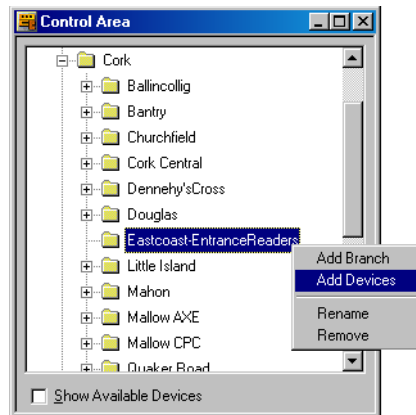 Control Area
Cork
Ballincollig
Bantry
Churchfield
Cork Central
Dennehy'sCross
Douglas
Eastcoast-EntranceReaders
Little Island
Mahon
Mallow AXE
Mallow CPC
Quaker Road
Add Branch
Add Devices
Rename
Remove
Show Available Devices